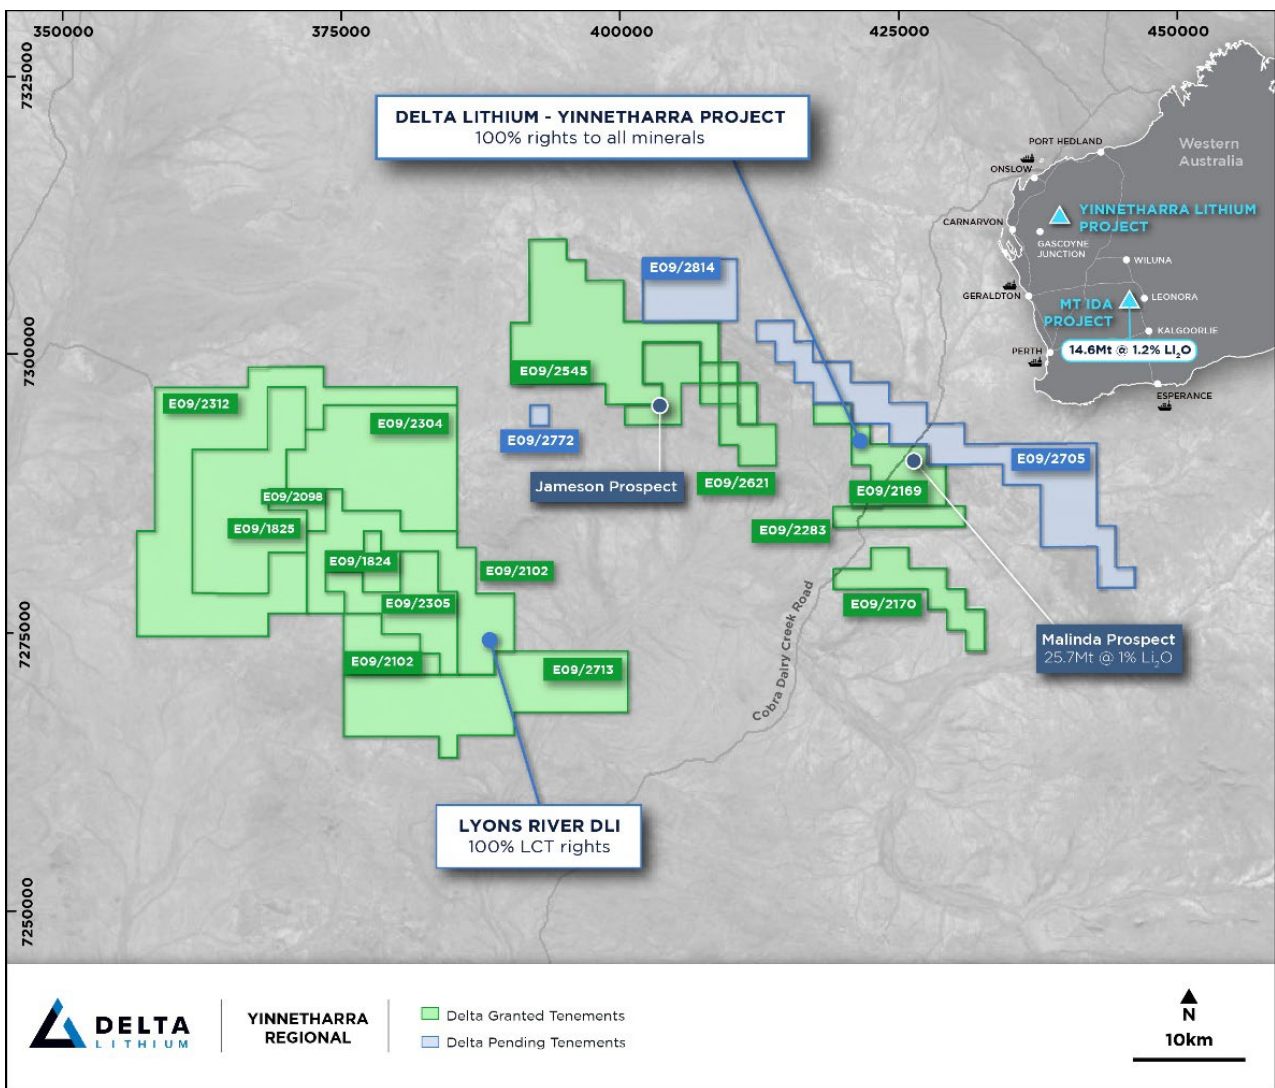 350000
375000
400000
425000
450000
7325000
7300000
7275000
7250000
DELTA LITHIUM - YINNETHARRA PROJECT
100% rights to all minerals
Western
Australia
PORT HEDLAND
ONSLOW
CARNARVON
YINNETHARRA LITHIUM
PROJECT
GASCOYNE
JUNCTION
WILUNA
GERALDTON
LEONORA
MT IDA
PROJECT
KALGOORLIE
PERTH
14.6Mt @ 1.2% Li₂O
ESPERANCE
E09/2814
E09/2545
E09/2312
E09/2304
E09/2772
E09/2705
Jameson Prospect
E09/2621
E09/2169
E09/2098
E09/1825
E09/2283
E09/1824
E09/2102
E09/2305
E09/2170
Cobra Dairy Creek Road
Malinda Prospect
25.7Mt @ 1% Li₂O
E09/2102
E09/2713
LYONS RIVER DLI
100% LCT rights
DELTA
LITHIUM
YINNETHARRA
REGIONAL
Delta Granted Tenements
Delta Pending Tenements
N
10km